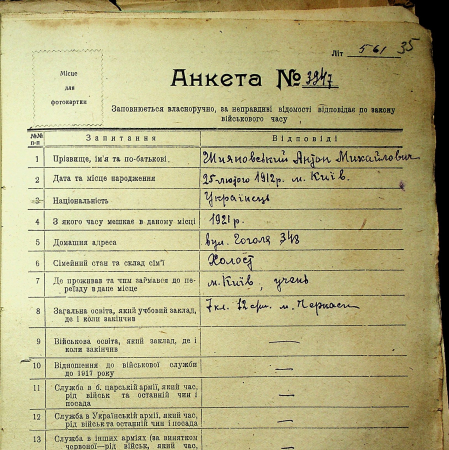 Літ 561 35
Місце
для
фотокартки
Анкета № 3947
Заповнюється власноручно, за неправдиві відомості відповідає по закону
військового часу
№№ п-п Запитання Відповіді
1 Прізвище, ім'я та по-батькові. Шияновський Антон Михайлович
2 Дата та місце народження 25-лютого 1912 р. м. Київ.
3 Національність Українець
4 З якого часу мешкає в даному місці 1921 р.
5 Домашня адреса вул. Гоголя 348
6 Сімейний стан та склад сім'ї Холост
7 Де проживав та чим займався до пе-
реїзду в дане місце м. Київ, учень
8 Загальна освіта, який учбовий заклад,
де і коли закінчив 7 кл. 12 м. Черкаси
9 Військова освіта, який заклад, де і
коли закінчив —
10 Відношення до військової служби
до 1917 року —
11 Служба в б. царській армії, який час,
рід військ та останній чин і
посада —
12 Служба в Українській армії, який час,
рід військ та останній чин і посада —
13 Служба в інших арміях (за винятком
червоної—рід військ, який час, —